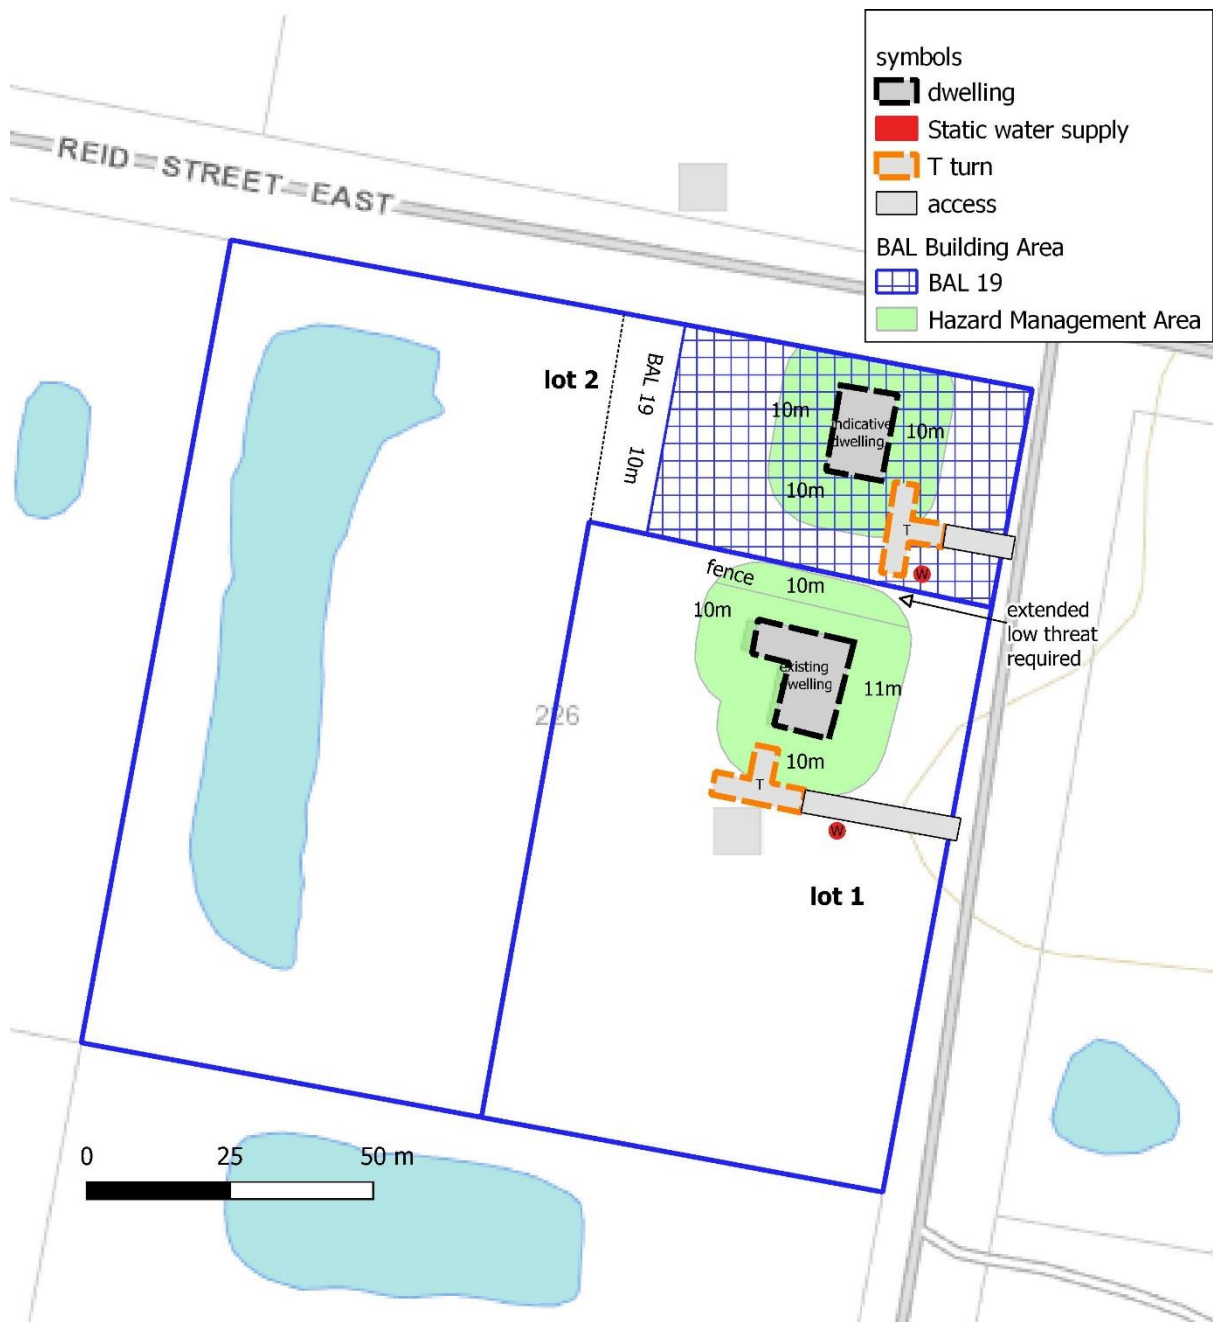 symbols
dwelling
Static water supply
T turn
access
BAL Building Area
BAL 19
Hazard Management Area
REID STREET EAST
lot 2
BAL 19 10m
10m
indicative
dwelling
10m
10m
T
W
fence
10m
10m
extended
low threat
required
existing
dwelling
11m
226
10m
T
W
lot 1
0 25 50 m